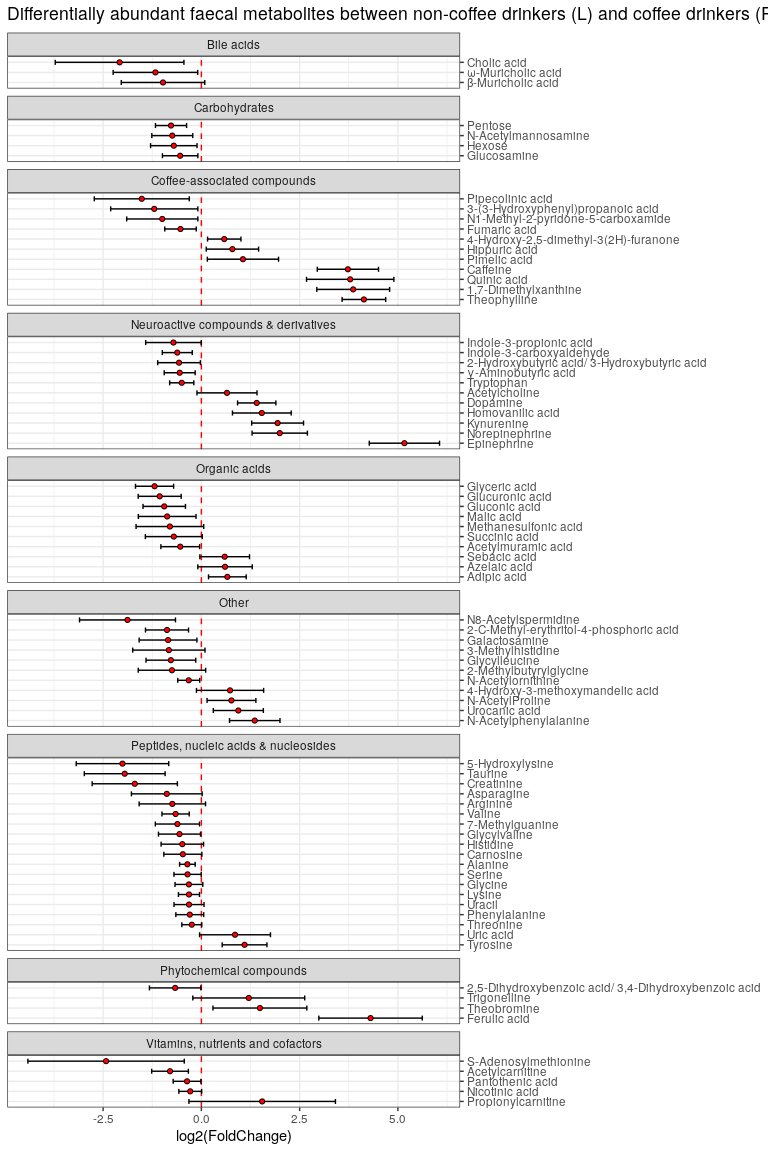 Differentially abundant faecal metabolites between non-coffee drinkers (L) and coffee drinkers (
Bile acids
Cholic acid
ω-Muricholic acid
β-Muricholic acid
Carbohydrates
Pentose
N-Acetylmannosamine
Hexose
Glucosamine
Coffee-associated compounds
Pipecolinic acid
3-(3-Hydroxyphenyl)propanoic acid
N1-Methyl-2-pyridone-5-carboxamide
Fumaric acid
4-Hydroxy-2,5-dimethyl-3(2H)-furanone
Hippuric acid
Pimelic acid
Caffeine
Quinic acid
1,7-Dimethylxanthine
Theophylline
Neuroactive compounds & derivatives
Indole-3-propionic acid
Indole-3-carboxyaldehyde
2-Hydroxybutyric acid/ 3-Hydroxybutyric acid
γ-Aminobutyric acid
Tryptophan
Acetylcholine
Dopamine
Homovanillic acid
Kynurenine
Norepinephrine
Epinephrine
Organic acids
Glyceric acid
Glucuronic acid
Gluconic acid
Malic acid
Methanesulfonic acid
Succinic acid
Acetylmuramic acid
Sebacic acid
Azelaic acid
Adipic acid
Other
N8-Acetylspermidine
2-C-Methyl-erythritol-4-phosphoric acid
Galactosamine
3-Methylhistidine
Glycylleucine
2-Methylbutyrylglycine
N-Acetylornithine
4-Hydroxy-3-methoxymandelic acid
N-AcetylProline
Urocanic acid
N-Acetylphenylalanine
Peptides, nucleic acids & nucleosides
5-Hydroxylysine
Taurine
Creatinine
Asparagine
Arginine
Valine
7-Methylguanine
Glycylvaline
Histidine
Carnosine
Alanine
Serine
Glycine
Lysine
Uracil
Phenylalanine
Threonine
Uric acid
Tyrosine
Phytochemical compounds
2,5-Dihydroxybenzoic acid/ 3,4-Dihydroxybenzoic acid
Trigonelline
Theobromine
Ferulic acid
Vitamins, nutrients and cofactors
S-Adenosylmethionine
Acetylcarnitine
Pantothenic acid
Nicotinic acid
Propionylcarnitine
-2.5 0.0 2.5 5.0
log2(FoldChange)